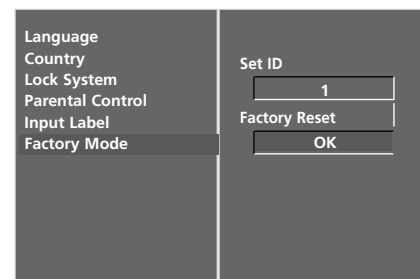 Language
Country
Lock System
Parental Control
Input Label
Factory Mode
Set ID
1
Factory Reset
OK